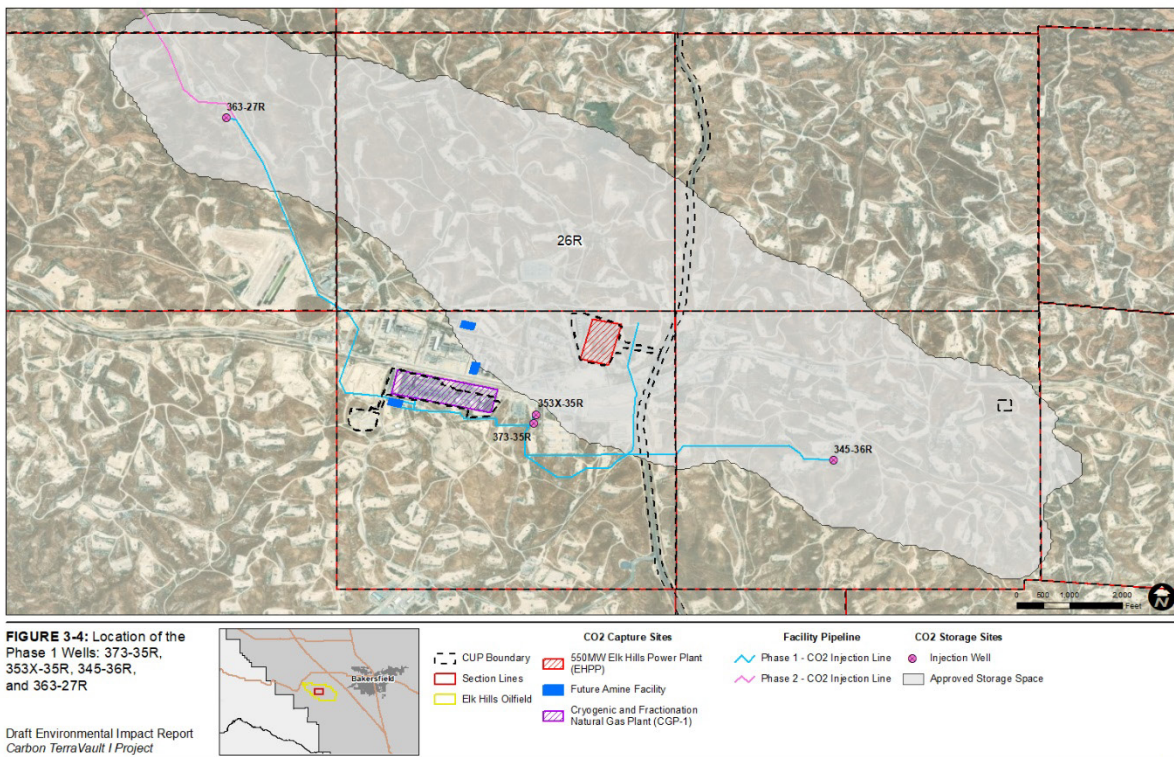 363-27R
26R
353X-35R
373-35R
345-36R
0 500 1,000 2,000
Feet
N
FIGURE 3-4: Location of the
Phase 1 Wells: 373-35R,
353X-35R, 345-36R,
and 363-27R
Draft Environmental Impact Report
Carbon TerraVault I Project
Bakersfield
CUP Boundary
Section Lines
Elk Hills Oilfield
CO2 Capture Sites
550MW Elk Hills Power Plant
(EHPP)
Future Amine Facility
Cryogenic and Fractionation
Natural Gas Plant (CGP-1)
Facility Pipeline
Phase 1 - CO2 Injection Line
Phase 2 - CO2 Injection Line
CO2 Storage Sites
Injection Well
Approved Storage Space